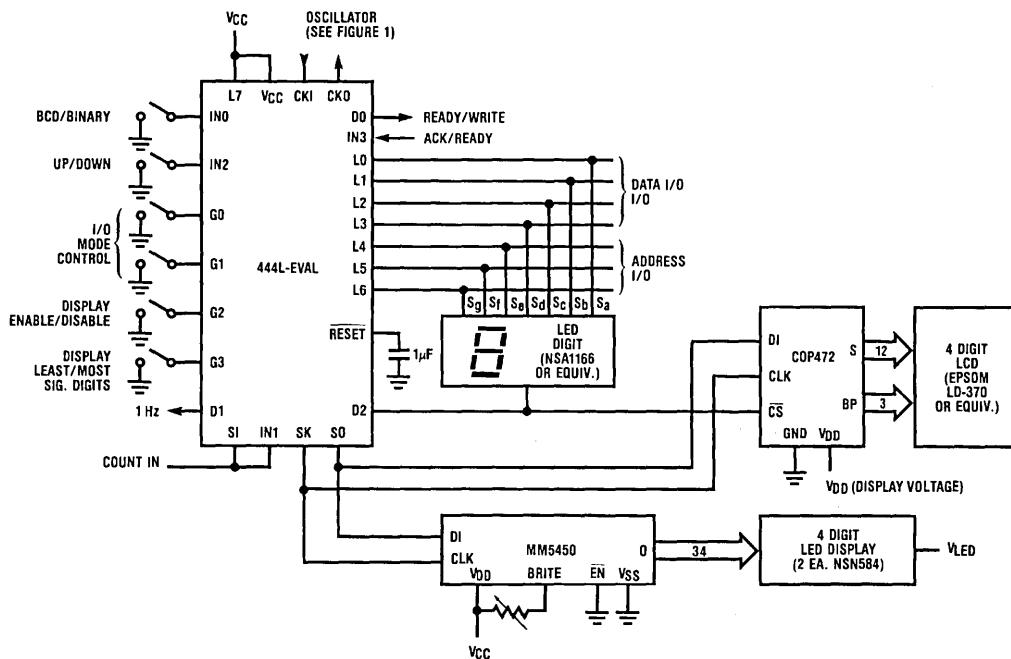 VCC
OSCILLATOR
(SEE FIGURE 1)
L7
VCC
CKI
CKO
BCD/BINARY
IN0
D0
READY/WRITE
IN3
ACK/READY
UP/DOWN
IN2
L0
L1
L2
L3
DATA I/O
I/O
I/O
MODE
CONTROL
G0
G1
444L-EVAL
L4
L5
L6
ADDRESS
I/O
Sg
Sf
Se
Sd
Sc
Sb
Sa
DISPLAY
ENABLE/DISABLE
G2
RESET
1μF
LED
DIGIT
(NSA1166
OR EQUIV.)
DISPLAY
LEAST/MOST
SIG. DIGITS
G3
1 Hz
D1
D2
SI
IN1
SK
SO
COUNT IN
DI
COP472
S
12
CLK
CS
BP
3
GND
VDD
4 DIGIT
LCD
(EPSOM
LD-370
OR EQUIV.)
VDD (DISPLAY VOLTAGE)
DI
CLK
MM5450
O
34
VDD
BRITE
EN
VSS
4 DIGIT
LED DISPLAY
(2 EA. NSN584)
VLED
VCC